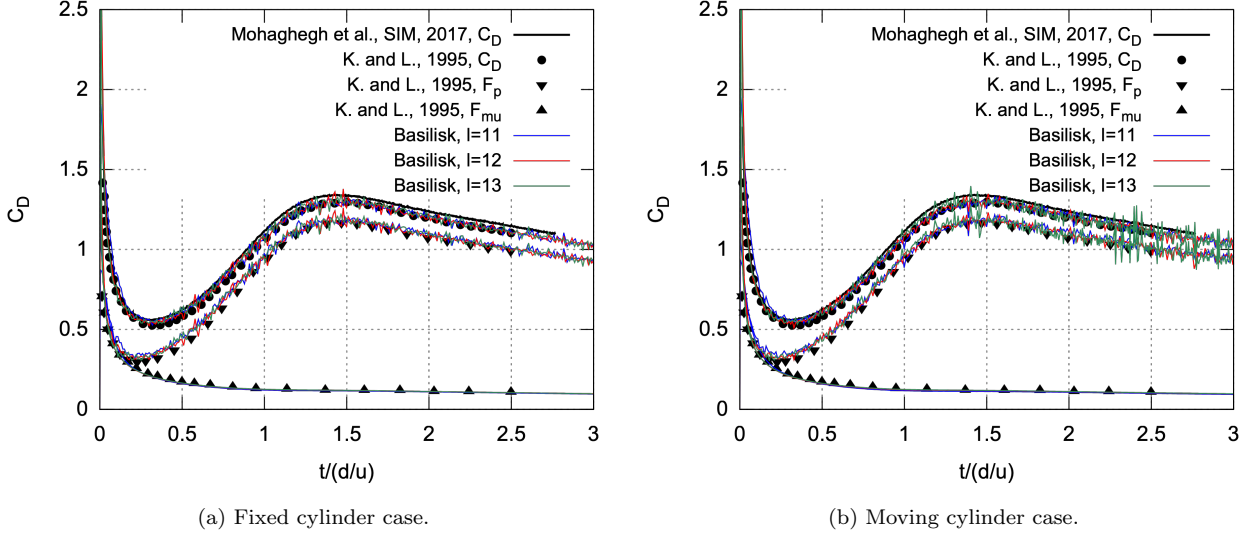 2.5
2
1.5
1
0.5
0
C_D
Mohaghegh et al., SIM, 2017, C_D
K. and L., 1995, C_D
K. and L., 1995, F_p
K. and L., 1995, F_mu
Basilisk, l=11
Basilisk, l=12
Basilisk, l=13
0 0.5 1 1.5 2 2.5 3
t/(d/u)
(a) Fixed cylinder case.
2.5
2
1.5
1
0.5
0
C_D
Mohaghegh et al., SIM, 2017, C_D
K. and L., 1995, C_D
K. and L., 1995, F_p
K. and L., 1995, F_mu
Basilisk, l=11
Basilisk, l=12
Basilisk, l=13
0 0.5 1 1.5 2 2.5 3
t/(d/u)
(b) Moving cylinder case.